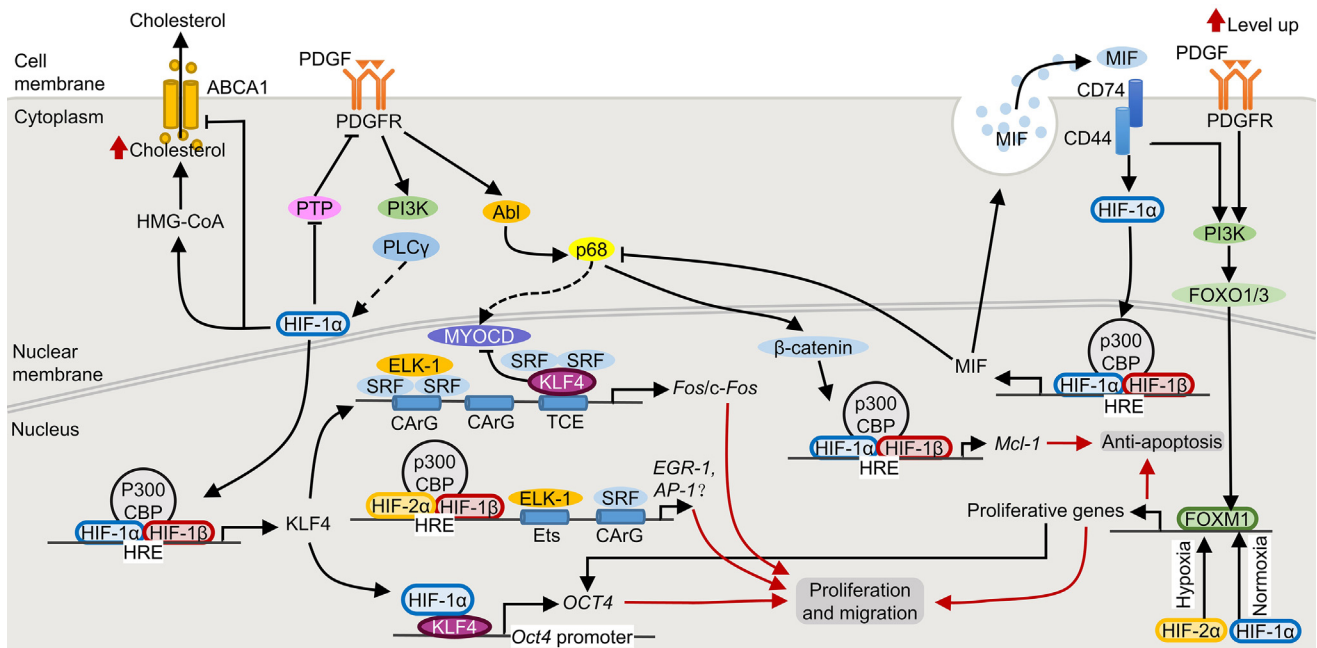 Cholesterol
Level up
Cell
membrane
PDGF
MIF
PDGF
ABCA1
CD74
Cytoplasm
PDGFR
PDGFR
MIF
CD44
Cholesterol
PTP
PI3K
Abl
HIF-1α
HMG-CoA
PI3K
PLCγ
p68
FOXO1/3
HIF-1α
MYOCD
β-catenin
Nuclear
membrane
ELK-1
SRF
SRF
MIF
p300
CBP
SRF
SRF
KLF4
Fos/c-Fos
HIF-1α
HIF-1β
HRE
CArG
CArG
TCE
Nucleus
p300
CBP
HIF-1α
HIF-1β
HRE
Mcl-1
Anti-apoptosis
p300
CBP
EGR-1,
AP-1?
P300
CBP
HIF-2α
HIF-1β
HRE
ELK-1
SRF
Ets
CArG
HIF-1α
HIF-1β
HRE
KLF4
Proliferative genes
FOXM1
Hypoxia
Normoxia
HIF-1α
KLF4
OCT4
Oct4 promoter
Proliferation
and migration
HIF-2α
HIF-1α